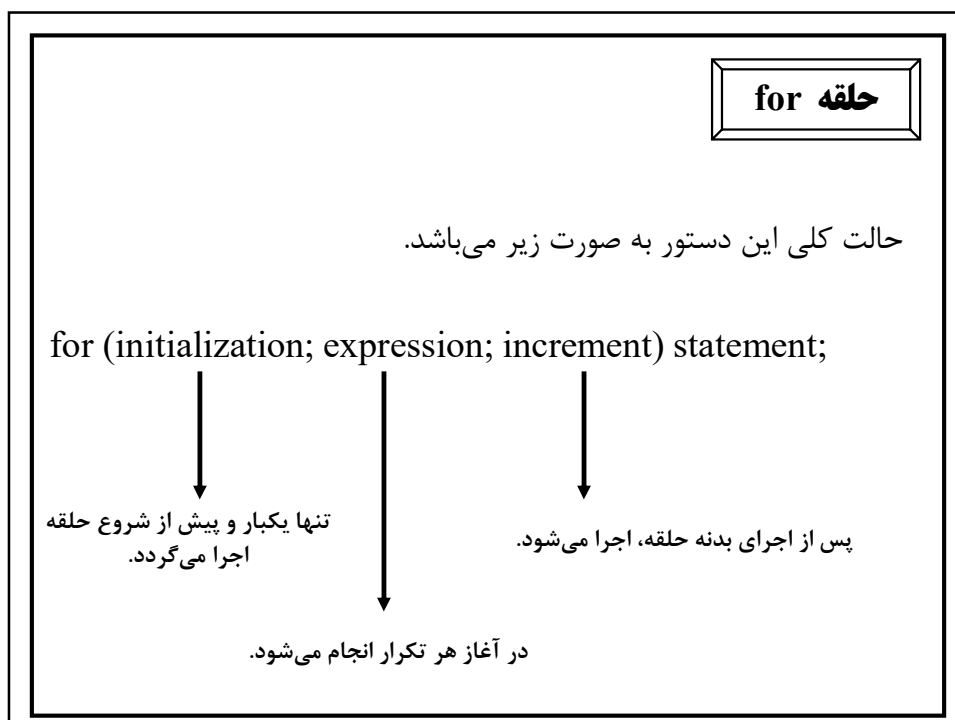 حلقه for
حالت کلی این دستور به صورت زیر می‌باشد.
for (initialization; expression; increment) statement;
تنها یکبار و پیش از شروع حلقه
اجرا می‌گردد.
پس از اجرای بدنه حلقه، اجرا می‌شود.
در آغاز هر تکرار انجام می‌شود.